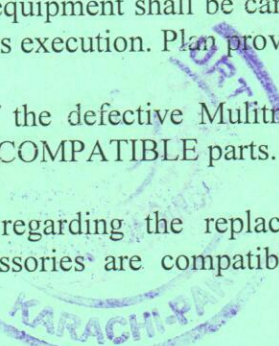 equipment shall be car
s execution. Plan prov
the defective Mulitn
COMPATIBLE parts.
regarding the replac
ssories are compatib
KARACHI-PA